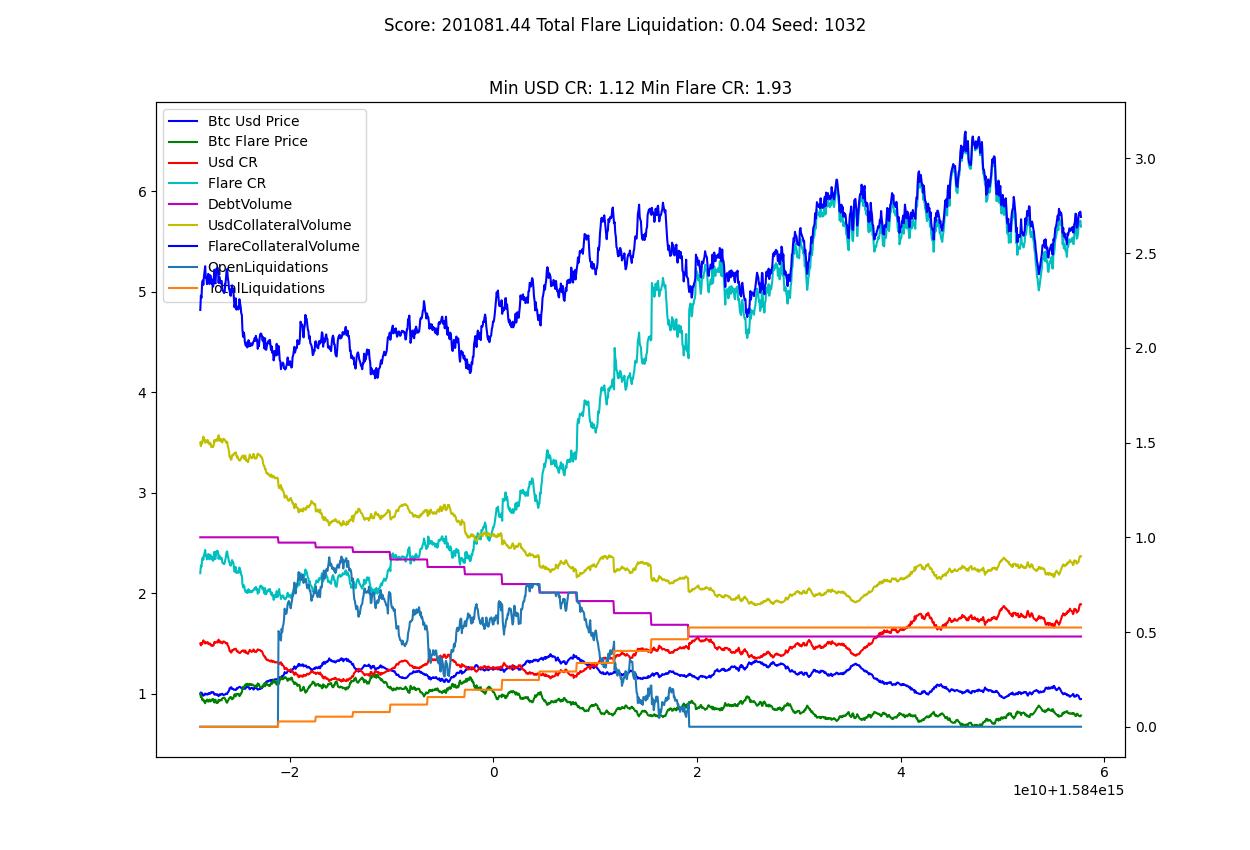 Score: 201081.44 Total Flare Liquidation: 0.04 Seed: 1032
Min USD CR: 1.12 Min Flare CR: 1.93
Btc Usd Price
Btc Flare Price
Usd CR
Flare CR
DebtVolume
UsdCollateralVolume
FlareCollateralVolume
OpenLiquidations
TotalLiquidations
6
5
4
3
2
1
3.0
2.5
2.0
1.5
1.0
0.5
0.0
−2 0 2 4 6
1e10+1.584e15